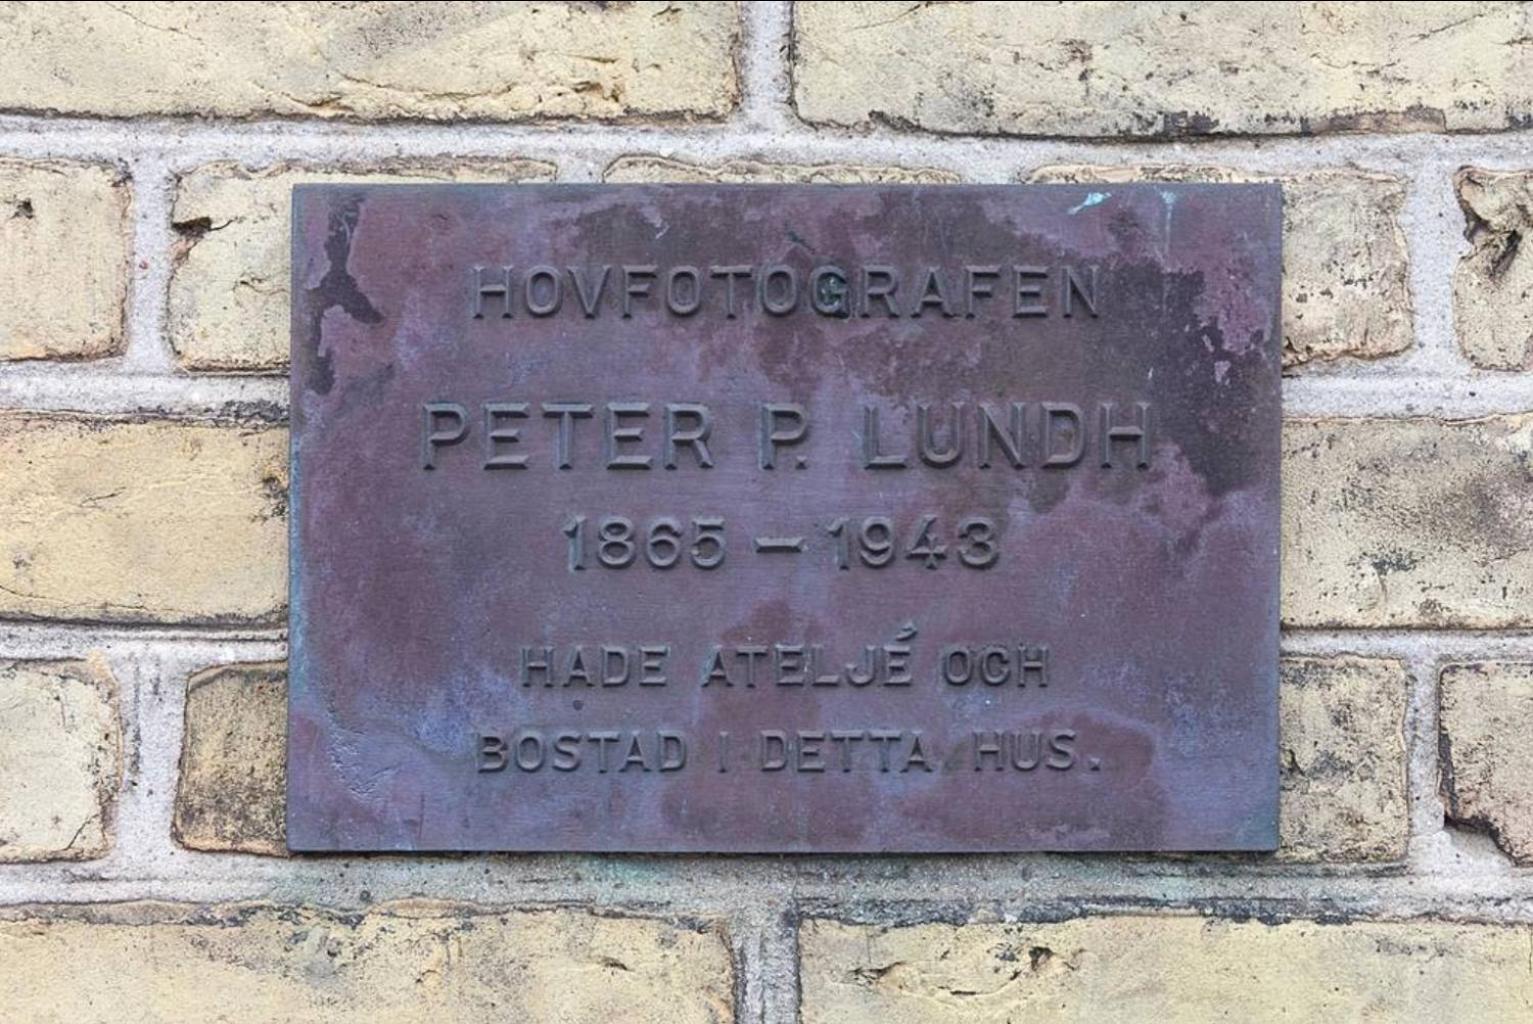 HOVFOTOGRAFEN
PETER P. LUNDH
1865 – 1943
HADE ATELJÉ OCH
BOSTAD I DETTA HUS.